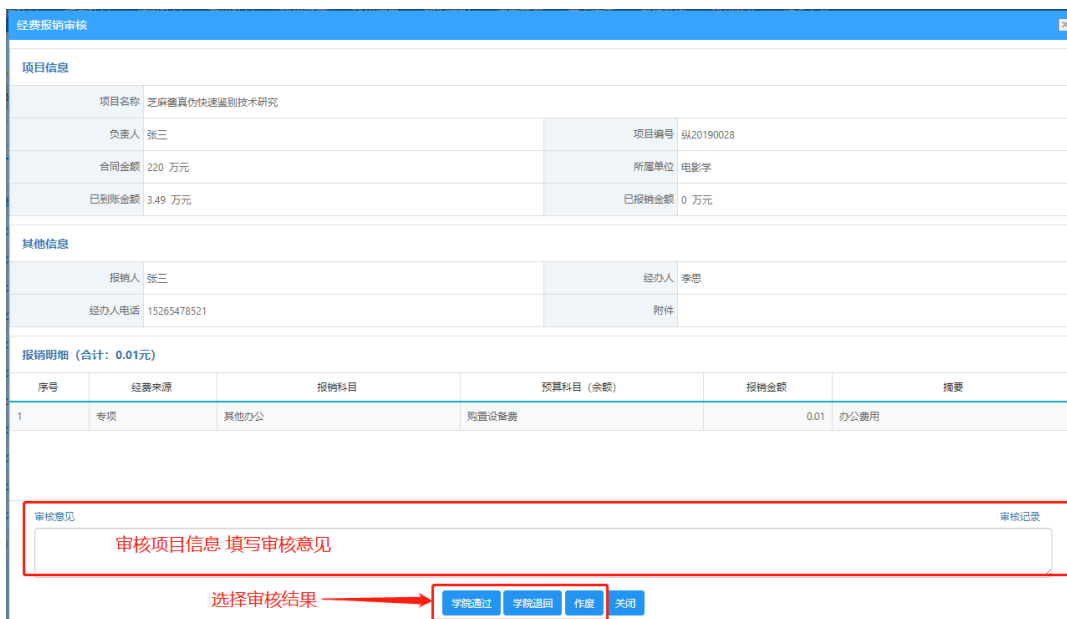 经费报销审核
项目信息
项目名称 芝麻酱真伪快速鉴别技术研究
负责人 张三 项目编号 纵20190028
合同金额 220 万元 所属单位 电影学
已到账金额 3.49 万元 已报销金额 0 万元
其他信息
报销人 张三 经办人 李思
经办人电话 15265478521 附件
报销明细（合计：0.01元）
序号 经费来源 报销科目 预算科目（余额） 报销金额 摘要
1 专项 其他办公 购置设备费 0.01 办公费用
审核意见 审核记录
审核项目信息 填写审核意见
选择审核结果 学院通过 学院退回 作废 关闭